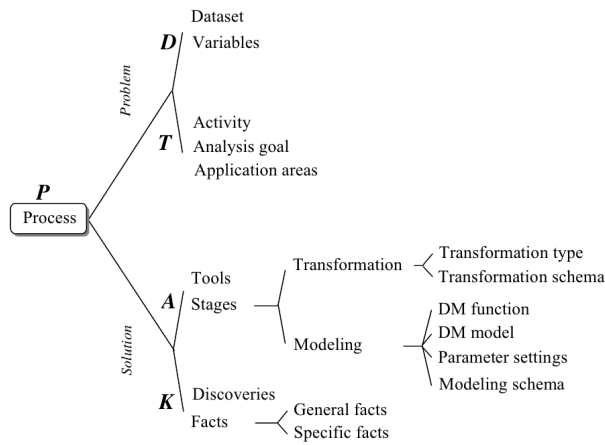 Dataset
D Variables
Problem
Activity
T Analysis goal
Application areas
P
Process
Transformation
Transformation type
Transformation schema
Tools
A Stages
DM function
DM model
Modeling
Parameter settings
Modeling schema
Solution
Discoveries
K Facts
General facts
Specific facts